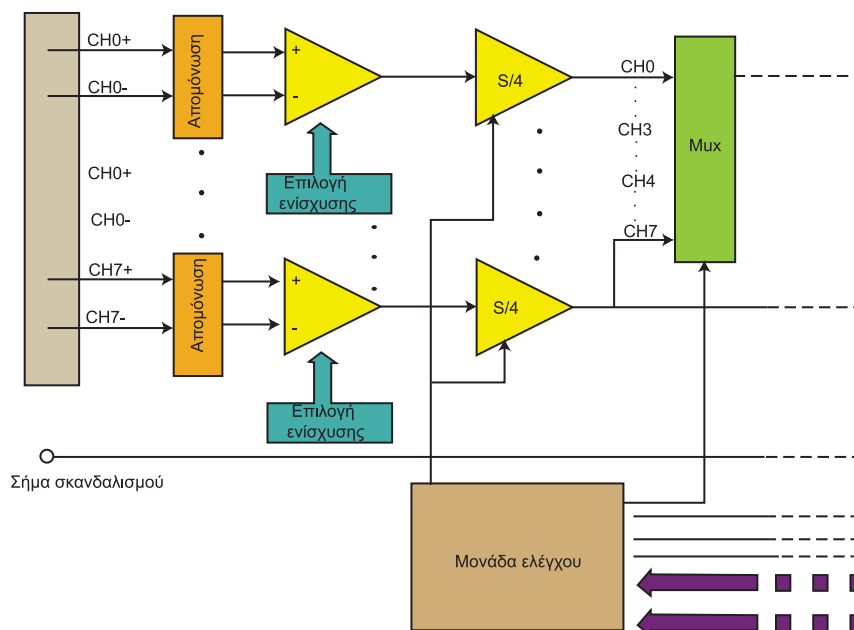 CH0+
CH0-
CH0+
CH0-
CH7+
CH7-
Απομόνωση
Απομόνωση
+
-
Επιλογή
ενίσχυσης
+
-
Επιλογή
ενίσχυσης
S/4
S/4
CH0
CH3
CH4
CH7
Mux
Σήμα σκανδαλισμού
Μονάδα ελέγχου